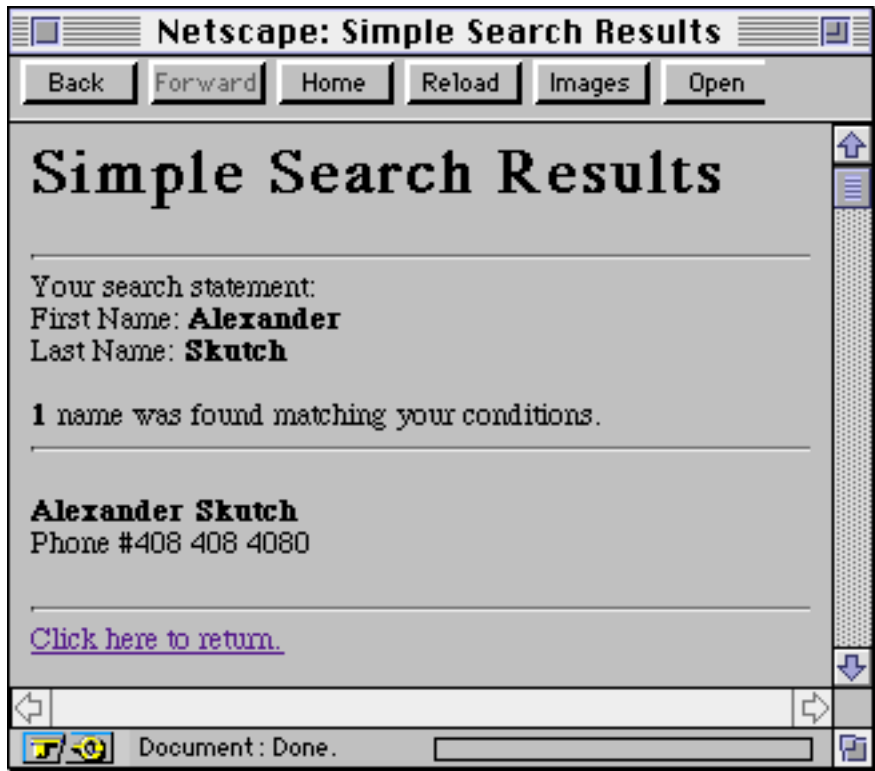 Netscape: Simple Search Results
Back Forward Home Reload Images Open
Simple Search Results
Your search statement:
First Name: Alexander
Last Name: Skutch
1 name was found matching your conditions.
Alexander Skutch
Phone #408 408 4080
Click here to return.
Document: Done.